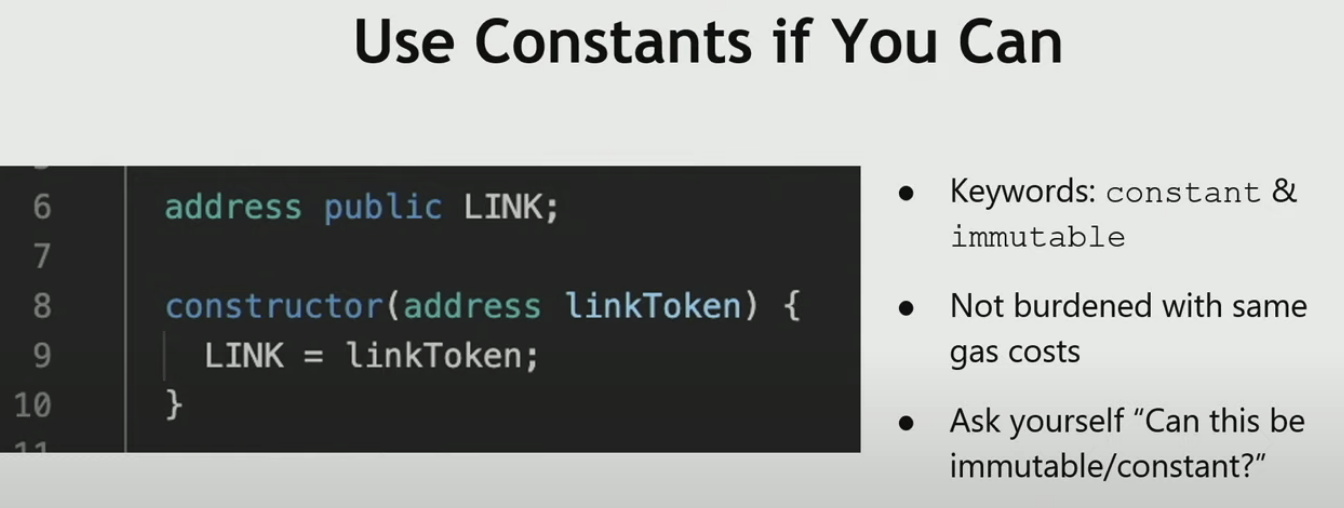 Use Constants if You Can
6 address public LINK;
7
8 constructor(address linkToken) {
9 LINK = linkToken;
10 }
11
● Keywords: constant &
immutable
● Not burdened with same
gas costs
● Ask yourself “Can this be
immutable/constant?”